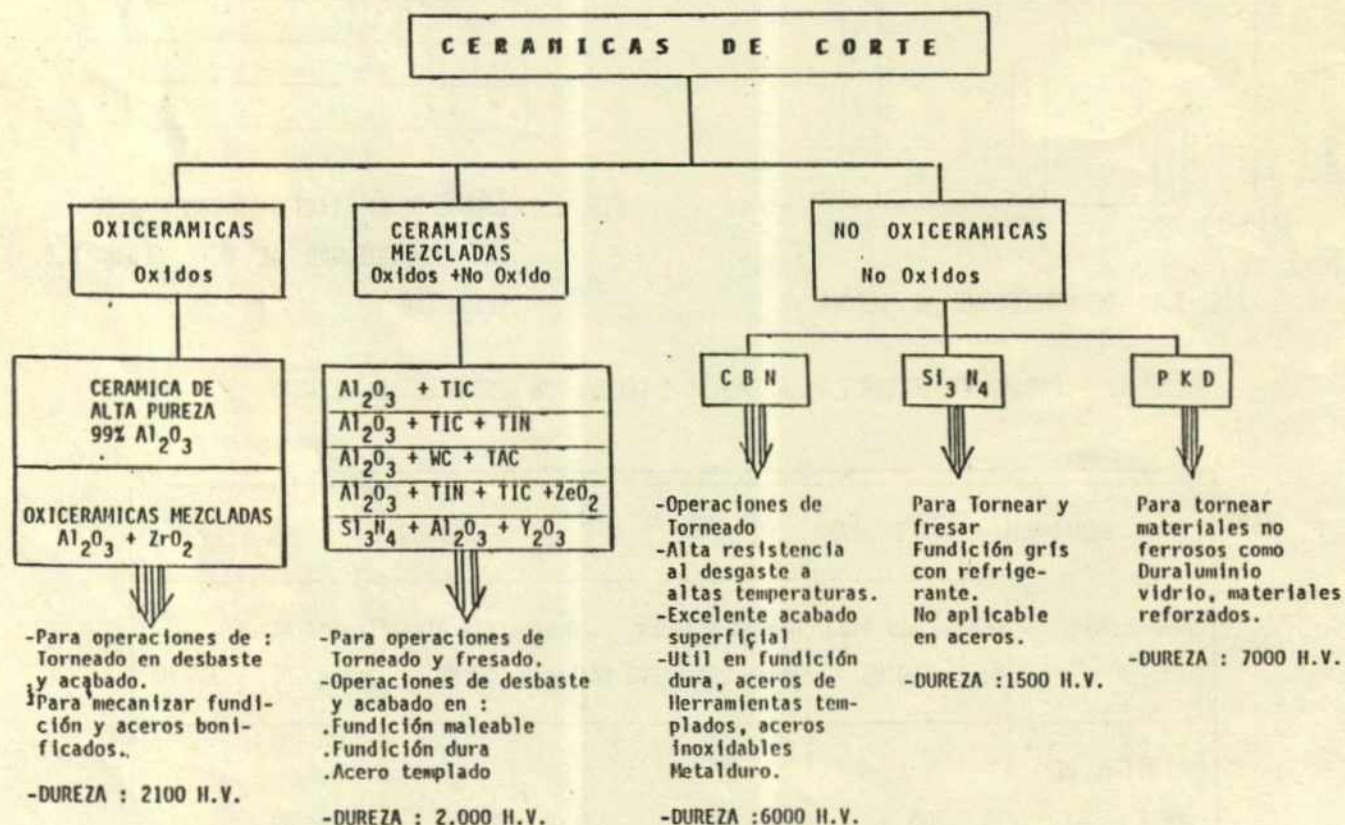 CERAMICAS DE CORTE
OXICERAMICAS
Oxidos
CERAMICAS
MEZCLADAS
Oxidos +No Oxido
NO OXICERAMICAS
No Oxidos
CERAMICA DE
ALTA PUREZA
99% Al2O3
OXICERAMICAS MEZCLADAS
Al2O3 + ZrO2
-Para operaciones de :
Torneado en desbaste
y acabado.
Para mecanizar fundi-
ción y aceros boni-
ficados.
-DUREZA : 2100 H.V.
Al2O3 + TIC
Al2O3 + TIC + TIN
Al2O3 + WC + TAC
Al2O3 + TIN + TIC +ZeO2
Si3N4 + Al2O3 + Y2O3
-Para operaciones de
Torneado y fresado.
-Operaciones de desbaste
y acabado en :
.Fundición maleable
.Fundición dura
.Acero templado
-DUREZA : 2.000 H.V.
CBN
-Operaciones de
Torneado
-Alta resistencia
al desgaste a
altas temperaturas.
-Excelente acabado
superficial
-Util en fundición
dura, aceros de
Herramientas tem-
plados, aceros
inoxidables
Metalduro.
-DUREZA :6000 H.V.
Si3 N4
Para Tornear y
fresar
Fundición gris
con refrige-
rante.
No aplicable
en aceros.
-DUREZA :1500 H.V.
PKD
Para tornear
materiales no
ferrosos como
Duraluminio
vidrio, materiales
reforzados.
-DUREZA : 7000 H.V.